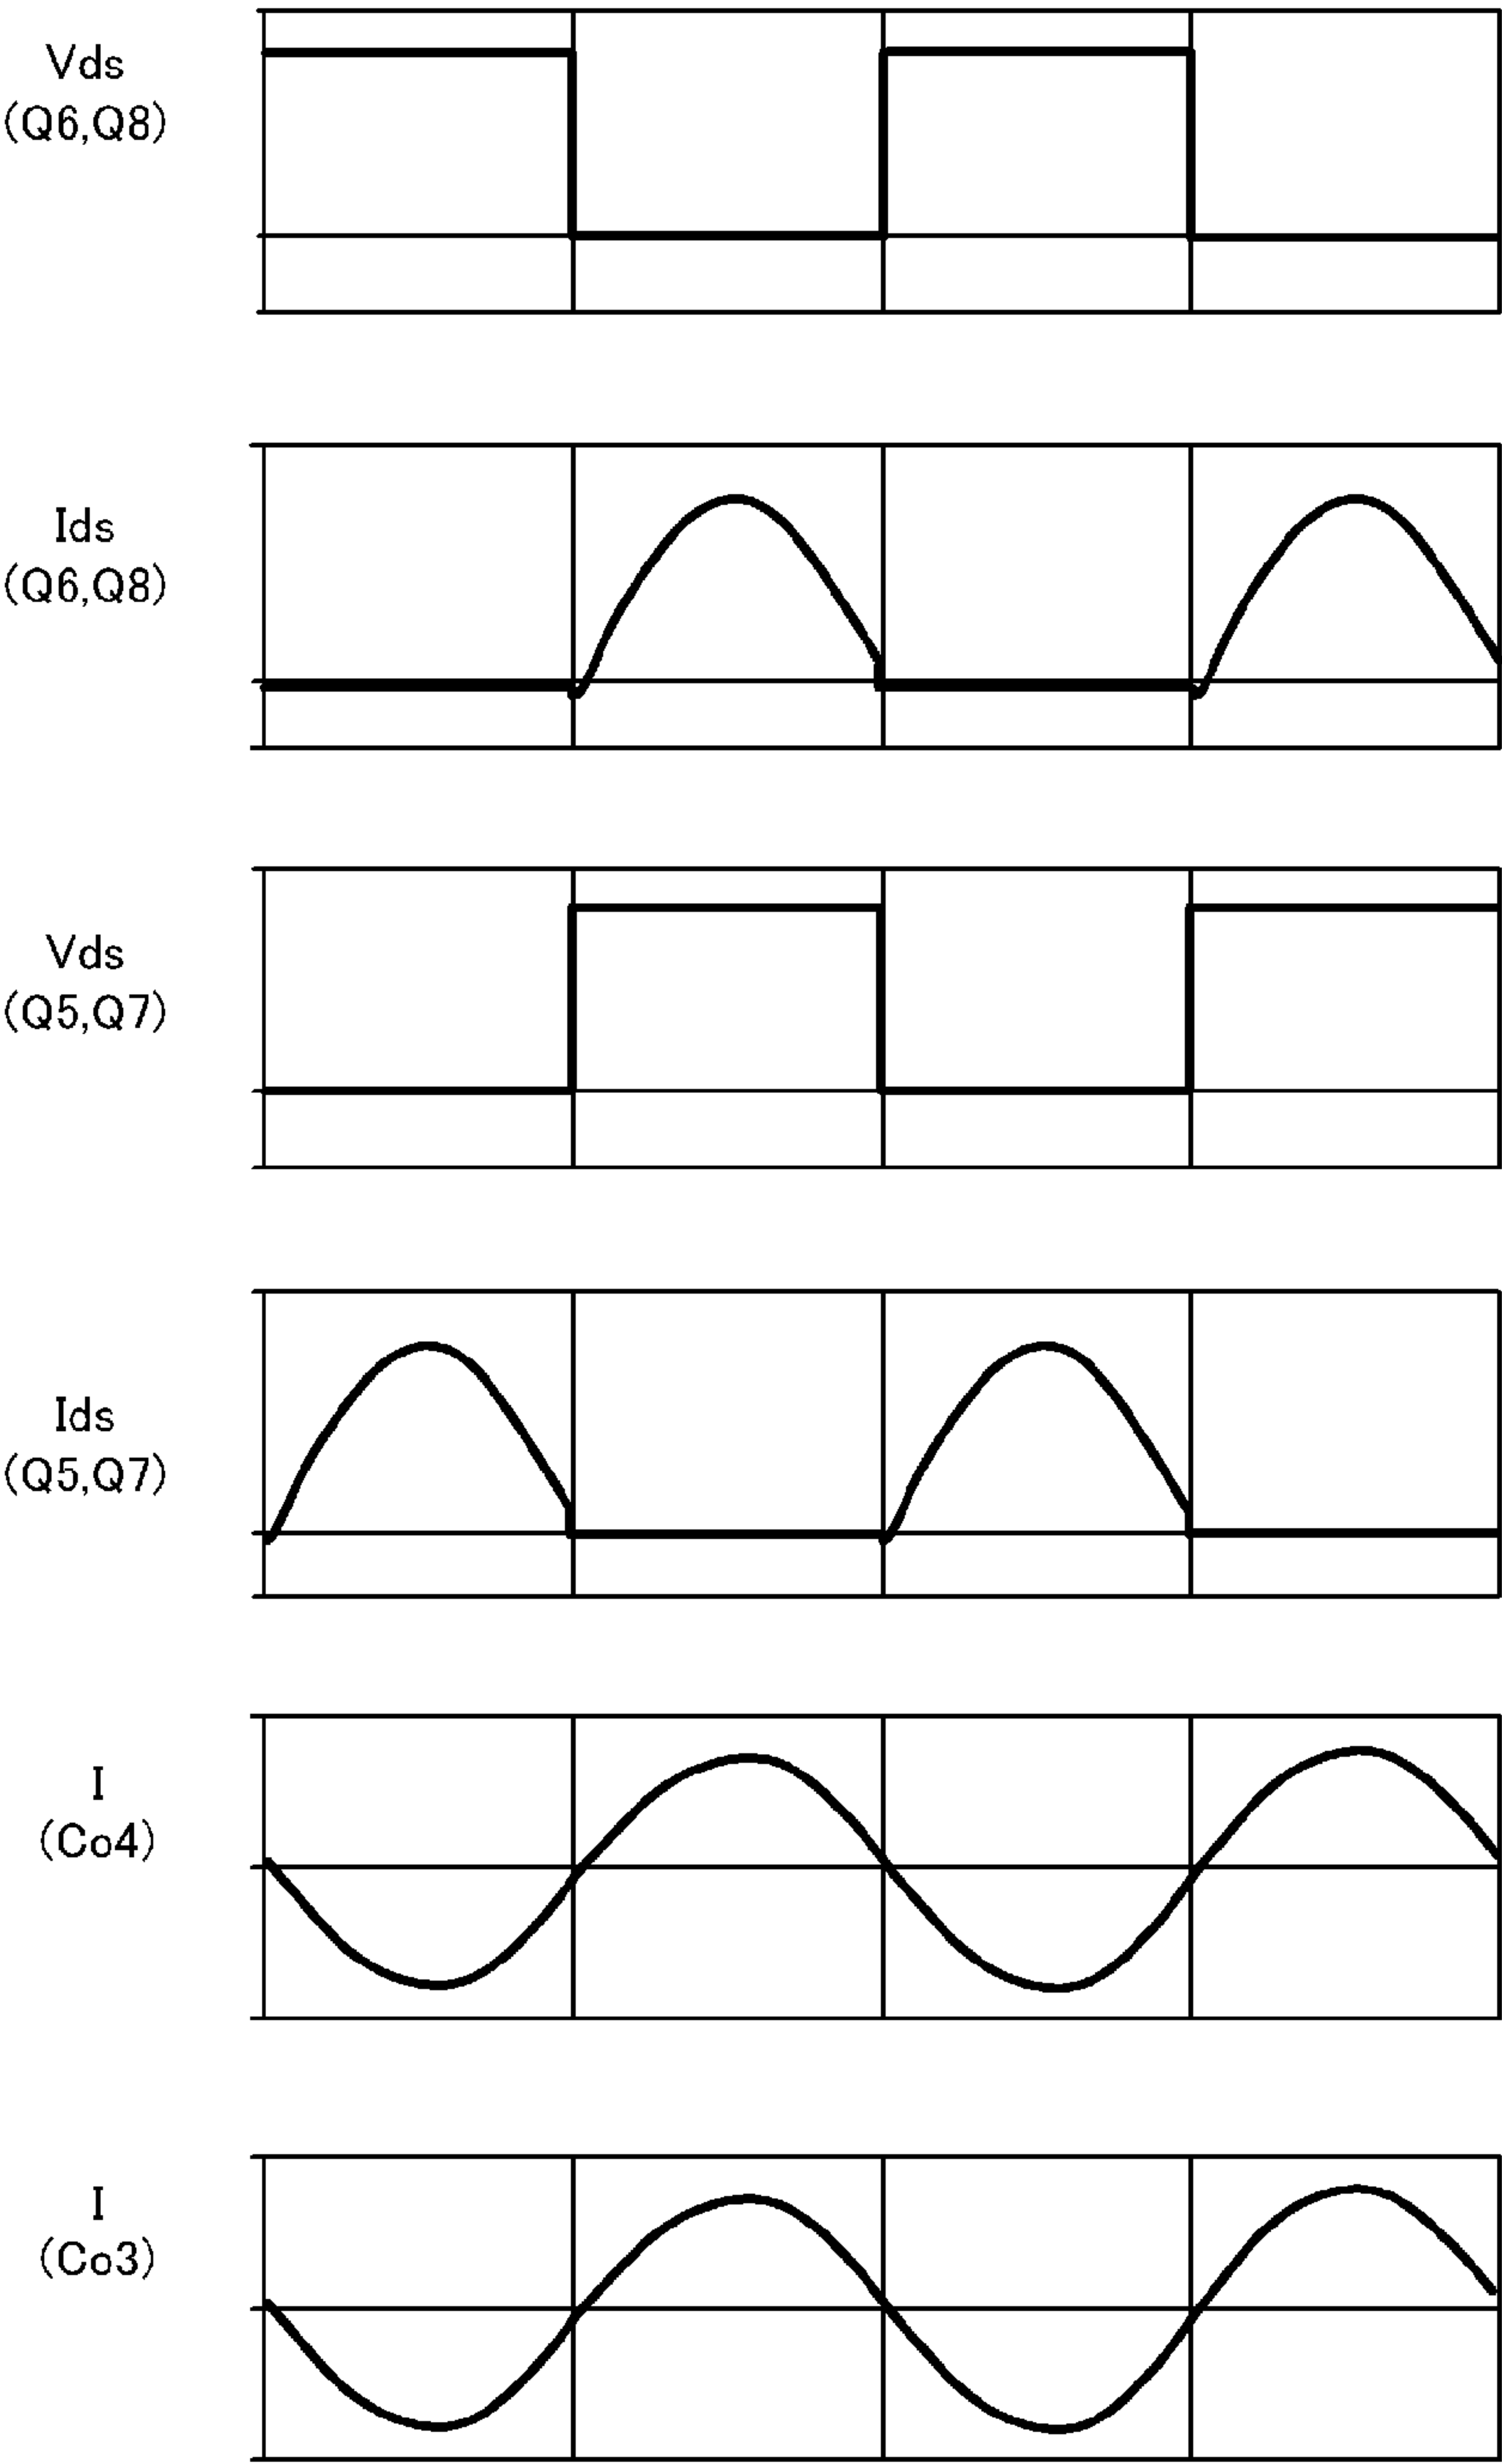 Vds
(Q6,Q8)
Ids
(Q6,Q8)
Vds
(Q5,Q7)
Ids
(Q5,Q7)
I
(Co4)
I
(Co3)